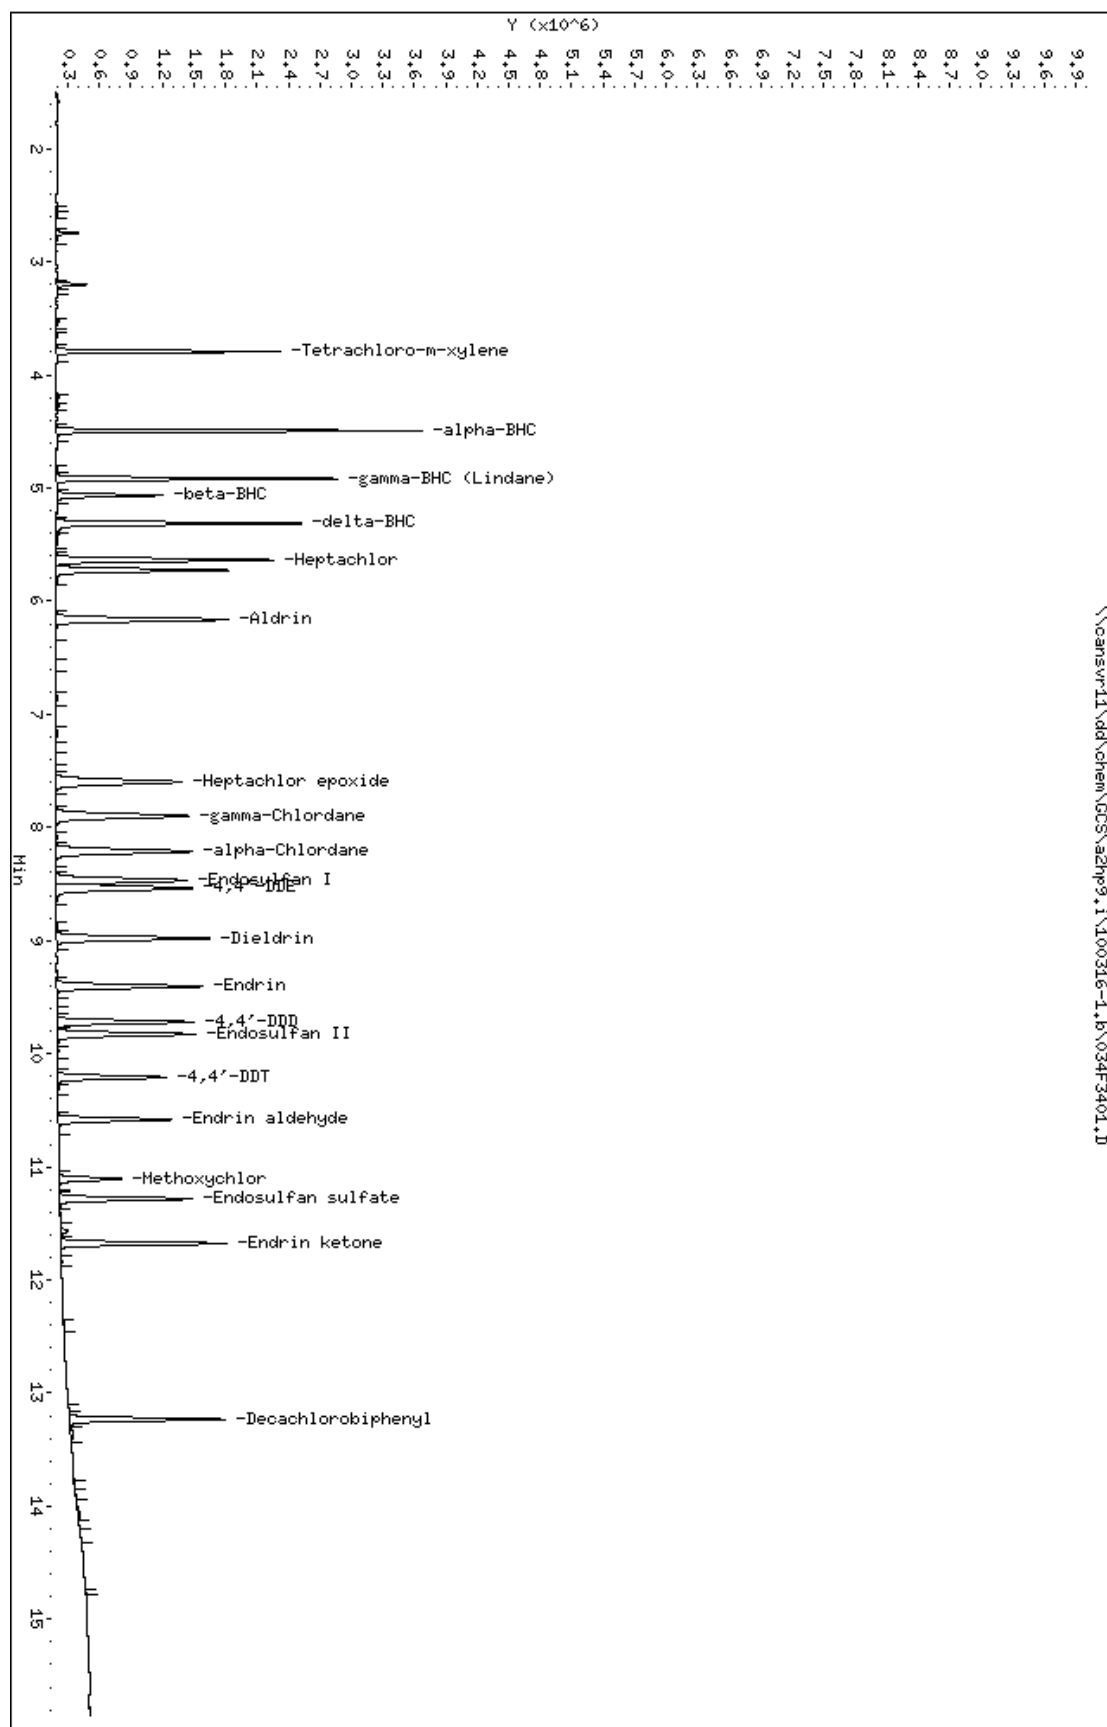 Y (x10^6)
0.3
0.6
0.9
1.2
1.5
1.8
2.1
2.4
2.7
3.0
3.3
3.6
3.9
4.2
4.5
4.8
5.1
5.4
5.7
6.0
6.3
6.6
6.9
7.2
7.5
7.8
8.1
8.4
8.7
9.0
9.3
9.6
9.9
\\cansvr11\dd\chem\GCS\a2hp9.i\100316-1.b\034F3401.D
2
3
4
5
6
7
8
9
10
11
12
13
14
15
Min
-Tetrachloro-m-xylene
-alpha-BHC
-gamma-BHC (Lindane)
-beta-BHC
-delta-BHC
-Heptachlor
-Aldrin
-Heptachlor epoxide
-gamma-Chlordane
-alpha-Chlordane
-Endosulfan I
-4,4'-DDE
-Dieldrin
-Endrin
-4,4'-DDD
-Endosulfan II
-4,4'-DDT
-Endrin aldehyde
-Methoxychlor
-Endosulfan sulfate
-Endrin ketone
-Decachlorobiphenyl